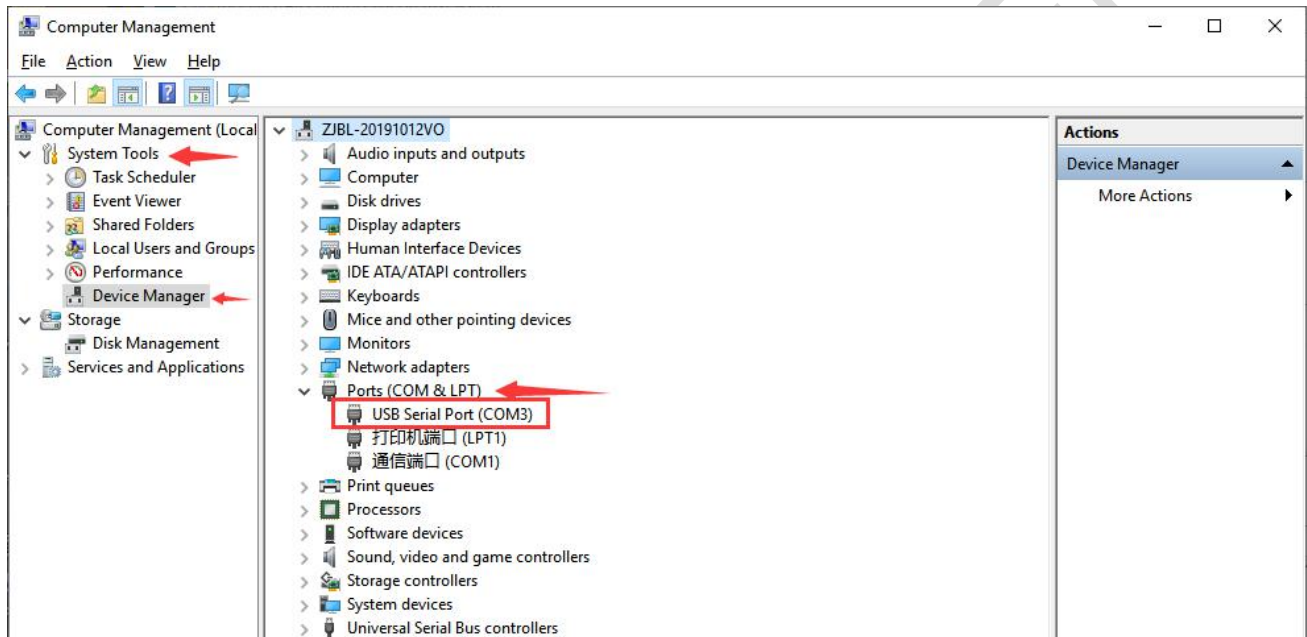 Computer Management
File Action View Help
Computer Management (Local
System Tools
Task Scheduler
Event Viewer
Shared Folders
Local Users and Groups
Performance
Device Manager
Storage
Disk Management
Services and Applications
ZJBL-20191012VO
Audio inputs and outputs
Computer
Disk drives
Display adapters
Human Interface Devices
IDE ATA/ATAPI controllers
Keyboards
Mice and other pointing devices
Monitors
Network adapters
Ports (COM & LPT)
USB Serial Port (COM3)
打印机端口 (LPT1)
通信端口 (COM1)
Print queues
Processors
Software devices
Sound, video and game controllers
Storage controllers
System devices
Universal Serial Bus controllers
Actions
Device Manager
More Actions